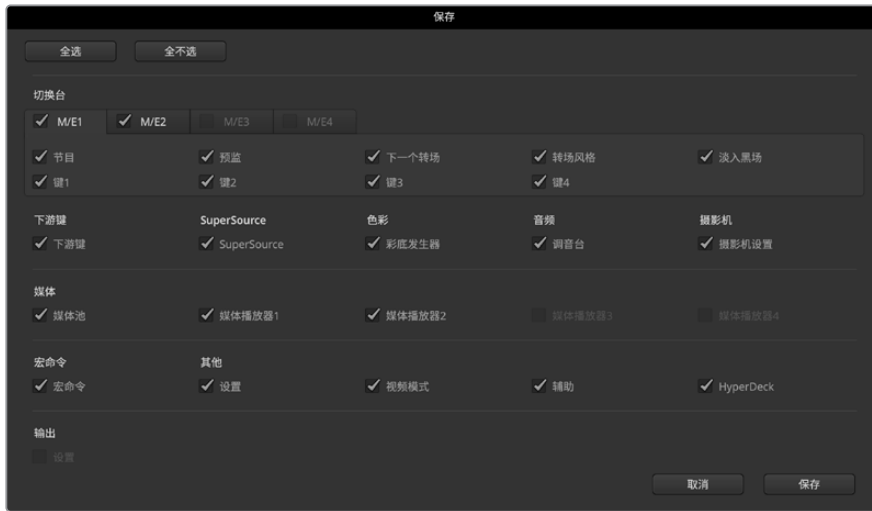 保存
全选 全不选
切换台
M/E1 M/E2 M/E3 M/E4
节目 预监 下一个转场 转场风格 淡入黑场
键1 键2 键3 键4
下游键 SuperSource 色彩 音频 摄影机
下游键 SuperSource 彩底发生器 调音台 摄影机设置
媒体
媒体池 媒体播放器1 媒体播放器2 媒体播放器3 媒体播放器4
宏命令 其他
宏命令 设置 视频模式 辅助 HyperDeck
输出
设置
取消 保存